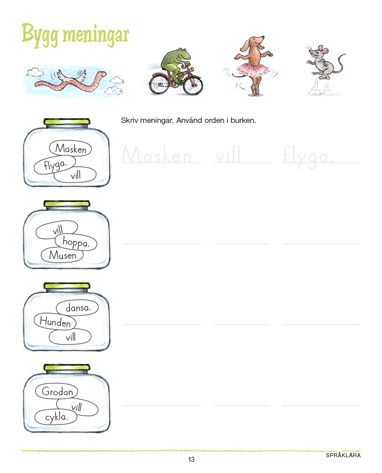 Bygg meningar
Skriv meningar. Använd orden i burken.
Masken
flyga.
vill
Masken vill flyga.
vill
hoppa.
Musen
dansa.
Hunden
vill
Grodan
vill
cykla.
13
SPRÅKLÅRA